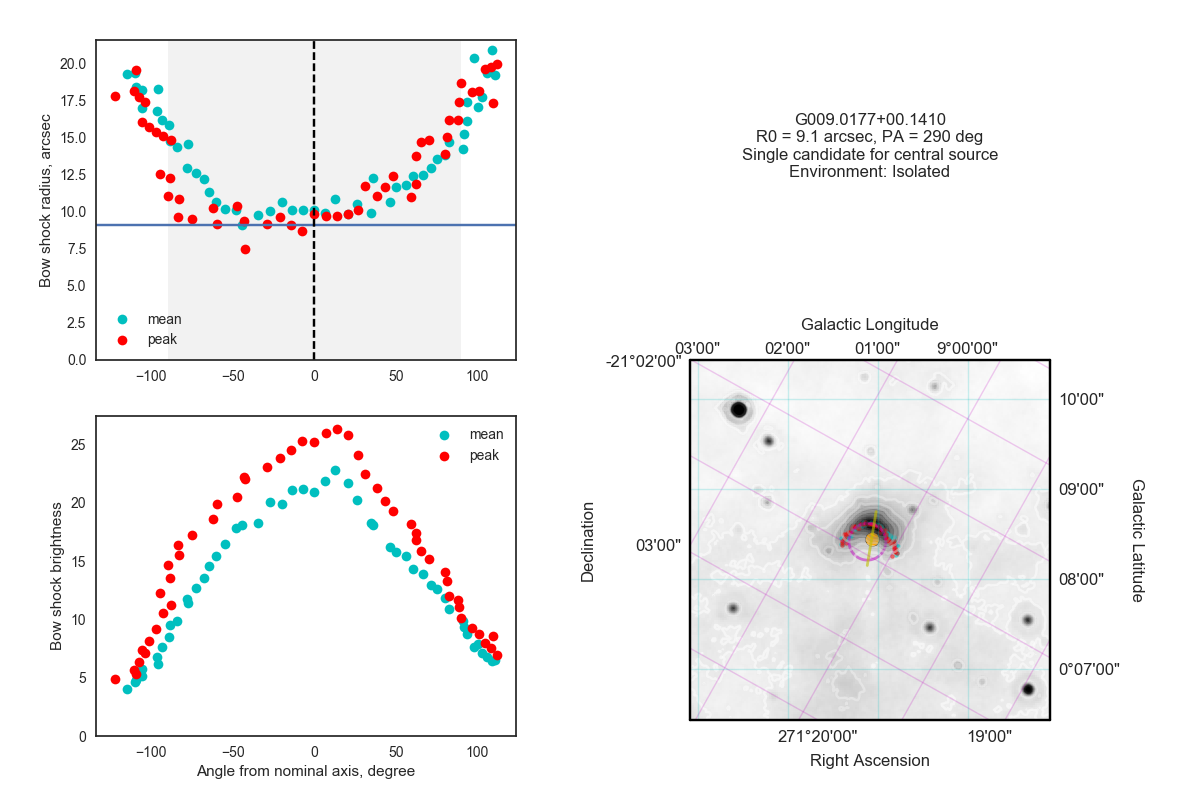 20.0
17.5
15.0
12.5
10.0
7.5
5.0
2.5
0.0
Bow shock radius, arcsec
mean
peak
−100
−50
0
50
100
G009.0177+00.1410
R0 = 9.1 arcsec, PA = 290 deg
Single candidate for central source
Environment: Isolated
25
20
15
10
5
0
Bow shock brightness
mean
peak
−100
−50
0
50
100
Angle from nominal axis, degree
Galactic Longitude
03'00"
02'00"
01'00"
9°00'00"
-21°02'00"
03'00"
Declination
10'00"
09'00"
08'00"
0°07'00"
Galactic Latitude
271°20'00"
19'00"
Right Ascension